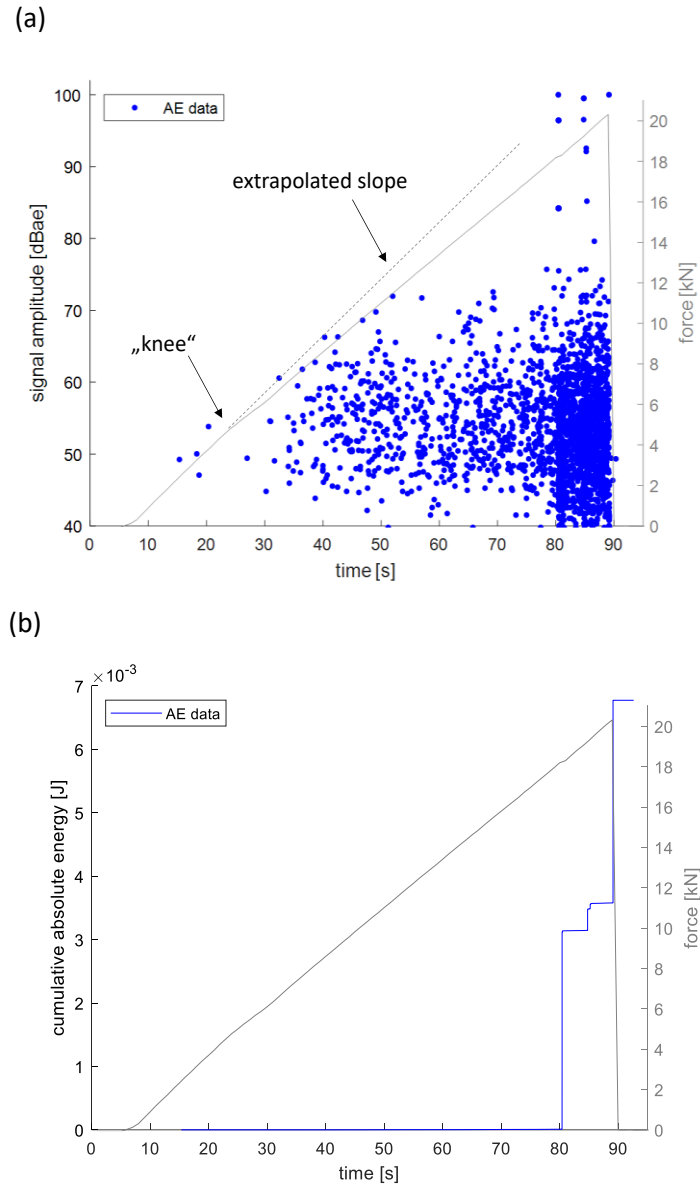 (a)
100
90
80
70
60
50
40
signal amplitude [dBae]
AE data
extrapolated slope
„knee“
20
18
16
14
12
10
8
6
4
2
0
force [kN]
0 10 20 30 40 50 60 70 80 90
time [s]
(b)
7 ×10⁻³
6
5
4
3
2
1
0
cumulative absolute energy [J]
AE data
20
18
16
14
12
10
8
6
4
2
0
force [kN]
0 10 20 30 40 50 60 70 80 90
time [s]